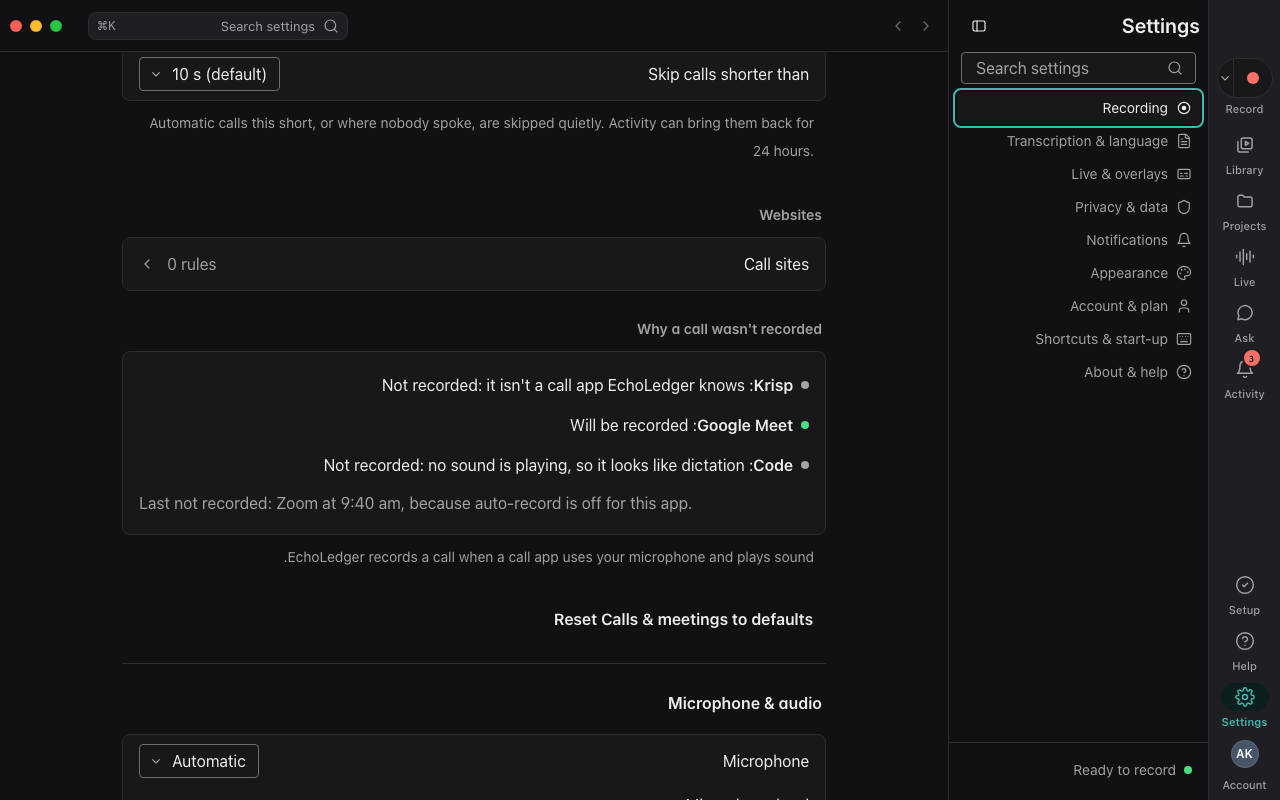 ⌘K
Search settings
Settings
Search settings
Recording
Transcription & language
Live & overlays
Privacy & data
Notifications
Appearance
Account & plan
Shortcuts & start-up
About & help
Ready to record
Record
Library
Projects
Live
Ask
3
Activity
Setup
Help
Settings
AK
Account
Skip calls shorter than
10 s (default)
Automatic calls this short, or where nobody spoke, are skipped quietly. Activity can bring them back for
24 hours.
Websites
Call sites
0 rules
Why a call wasn't recorded
Not recorded: it isn't a call app EchoLedger knows :Krisp
Will be recorded :Google Meet
Not recorded: no sound is playing, so it looks like dictation :Code
Last not recorded: Zoom at 9:40 am, because auto-record is off for this app.
.EchoLedger records a call when a call app uses your microphone and plays sound
Reset Calls & meetings to defaults
Microphone & audio
Microphone
Automatic